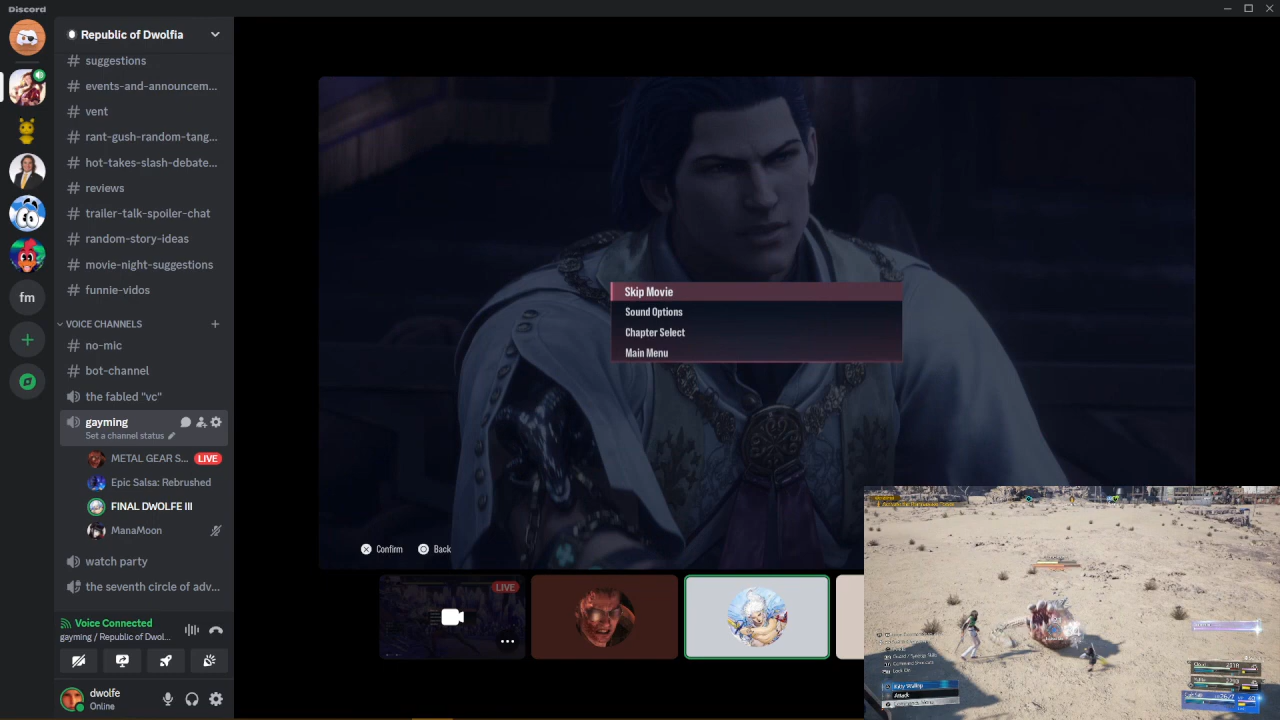 Discord
Republic of Dwolfia
suggestions
events-and-announcem...
vent
rant-gush-random-tang...
hot-takes-slash-debate...
reviews
trailer-talk-spoiler-chat
random-story-ideas
movie-night-suggestions
funnie-vidos
fm
VOICE CHANNELS
no-mic
bot-channel
the fabled "vc"
gayming
Set a channel status
METAL GEAR S... LIVE
Epic Salsa: Rebrushed
FINAL DWOLFE III
ManaMoon
watch party
the seventh circle of adv...
Voice Connected
gayming / Republic of Dwol...
dwolfe
Online
Skip Movie
Sound Options
Chapter Select
Main Menu
Confirm Back
LIVE
Attack